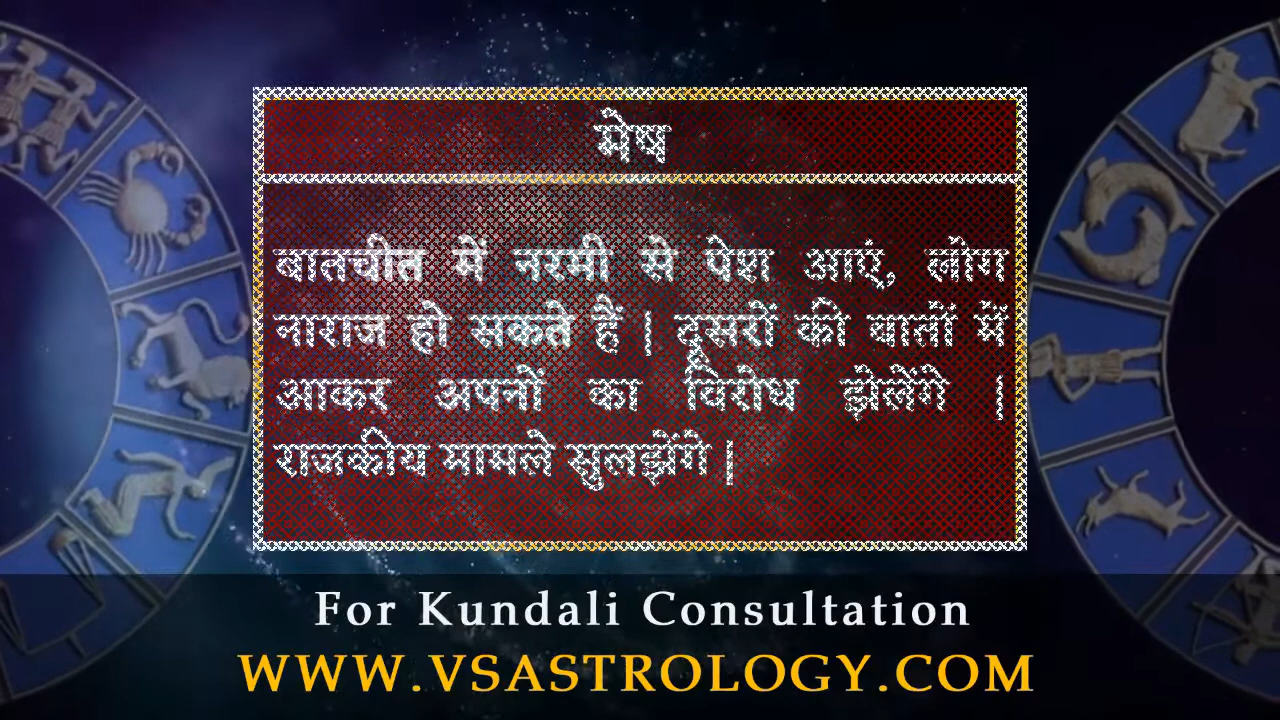 मेष
बातचीत में नरमी से पेश आएं, लोग
नाराज हो सकते हैं | दूसरों की बातों में
आकर अपनों का विरोध झेलेंगे |
राजकीय मामले सुलझेंगे |
For Kundali Consultation
WWW.VSASTROLOGY.COM